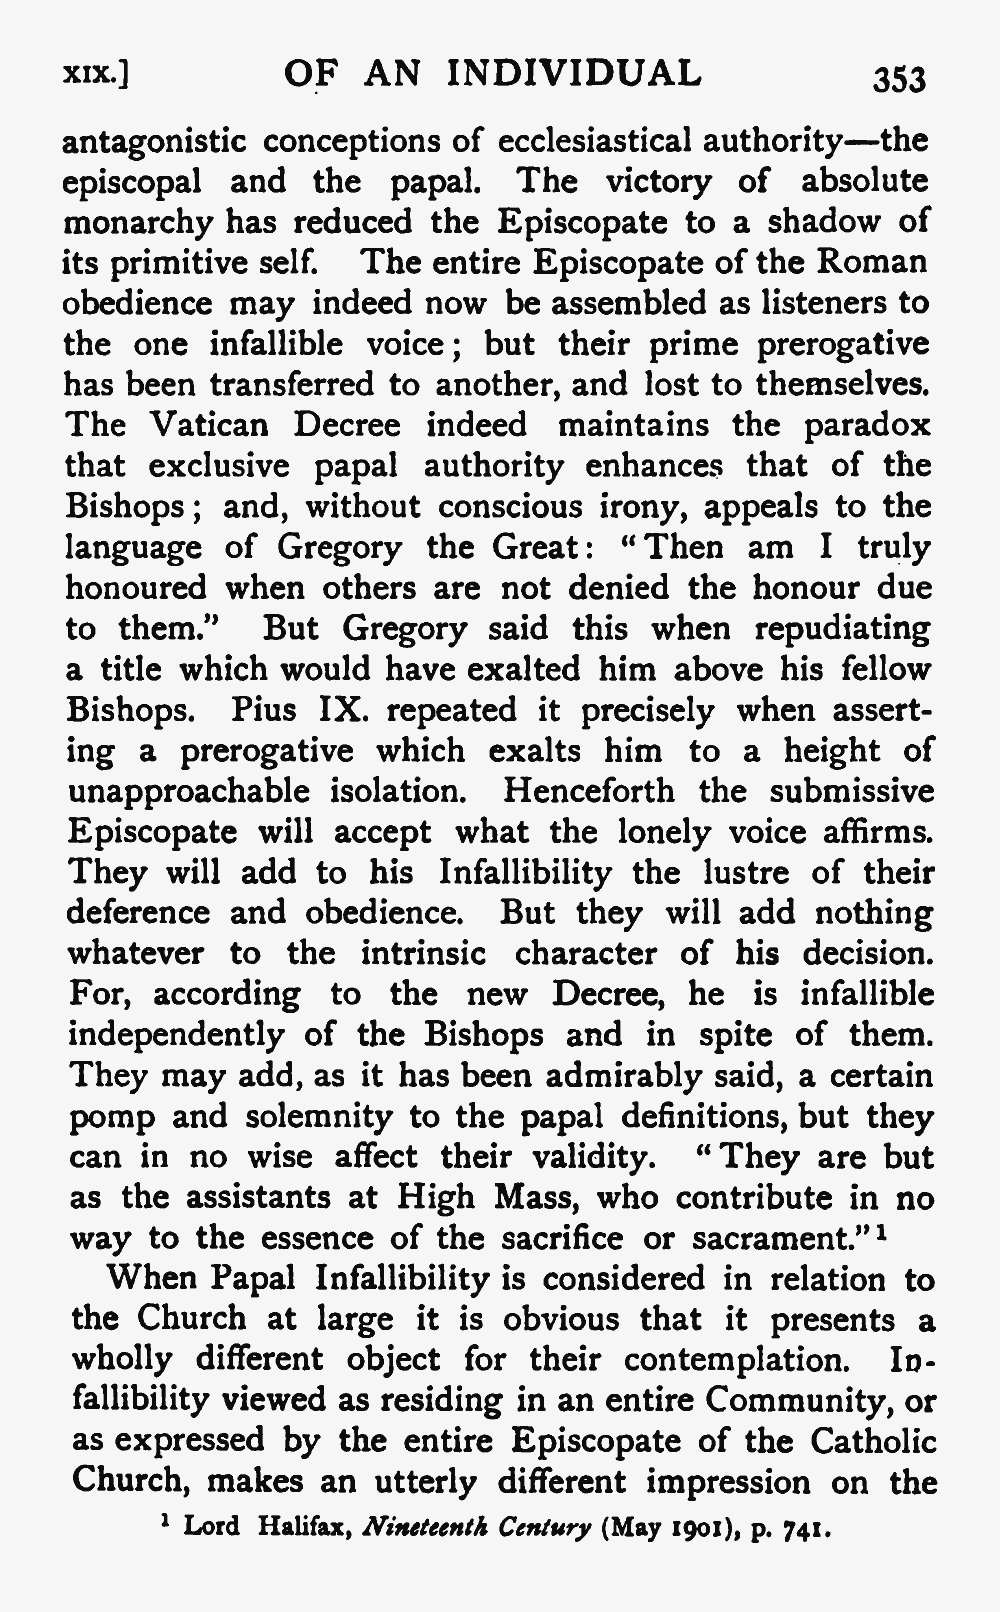 XIX.] OF AN INDIVIDUAL 353
antagonistic conceptions of ecclesiastical authority—the
episcopal and the papal. The victory of absolute
monarchy has reduced the Episcopate to a shadow of
its primitive self. The entire Episcopate of the Roman
obedience may indeed now be assembled as listeners to
the one infallible voice; but their prime prerogative
has been transferred to another, and lost to themselves.
The Vatican Decree indeed maintains the paradox
that exclusive papal authority enhances that of the
Bishops; and, without conscious irony, appeals to the
language of Gregory the Great: “Then am I truly
honoured when others are not denied the honour due
to them.” But Gregory said this when repudiating
a title which would have exalted him above his fellow
Bishops. Pius IX. repeated it precisely when assert-
ing a prerogative which exalts him to a height of
unapproachable isolation. Henceforth the submissive
Episcopate will accept what the lonely voice affirms.
They will add to his Infallibility the lustre of their
deference and obedience. But they will add nothing
whatever to the intrinsic character of his decision.
For, according to the new Decree, he is infallible
independently of the Bishops and in spite of them.
They may add, as it has been admirably said, a certain
pomp and solemnity to the papal definitions, but they
can in no wise affect their validity. “They are but
as the assistants at High Mass, who contribute in no
way to the essence of the sacrifice or sacrament.”¹
When Papal Infallibility is considered in relation to
the Church at large it is obvious that it presents a
wholly different object for their contemplation. In-
fallibility viewed as residing in an entire Community, or
as expressed by the entire Episcopate of the Catholic
Church, makes an utterly different impression on the
¹ Lord Halifax, Nineteenth Century (May 1901), p. 741.